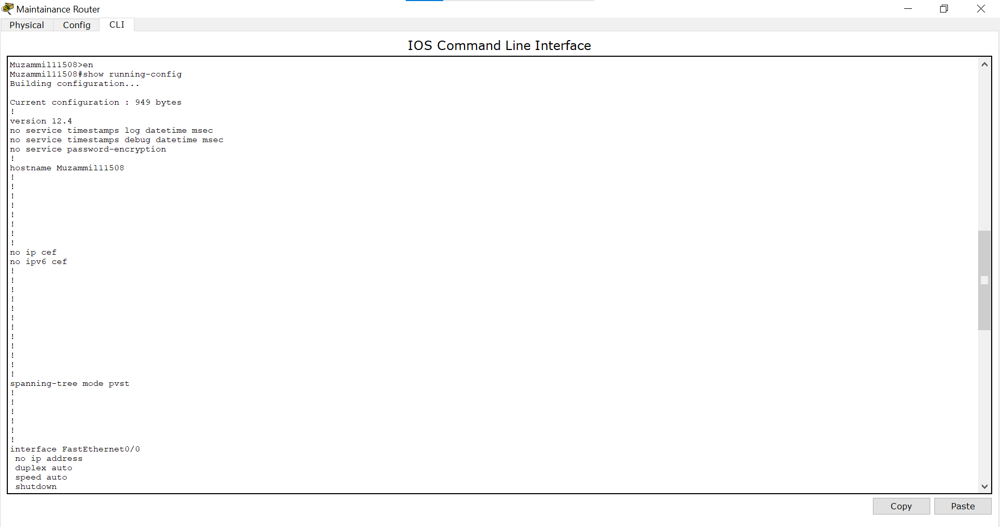 Maintainance Router
Physical Config CLI
IOS Command Line Interface
Muzammil11508>en
Muzammil11508#show running-config
Building configuration...
Current configuration : 949 bytes
!
version 12.4
no service timestamps log datetime msec
no service timestamps debug datetime msec
no service password-encryption
!
hostname Muzammil11508
!
!
!
!
!
!
!
!
no ip cef
no ipv6 cef
!
!
!
!
!
!
!
!
!
!
!
!
spanning-tree mode pvst
!
!
!
!
!
!
interface FastEthernet0/0
 no ip address
 duplex auto
 speed auto
 shutdown
Copy Paste